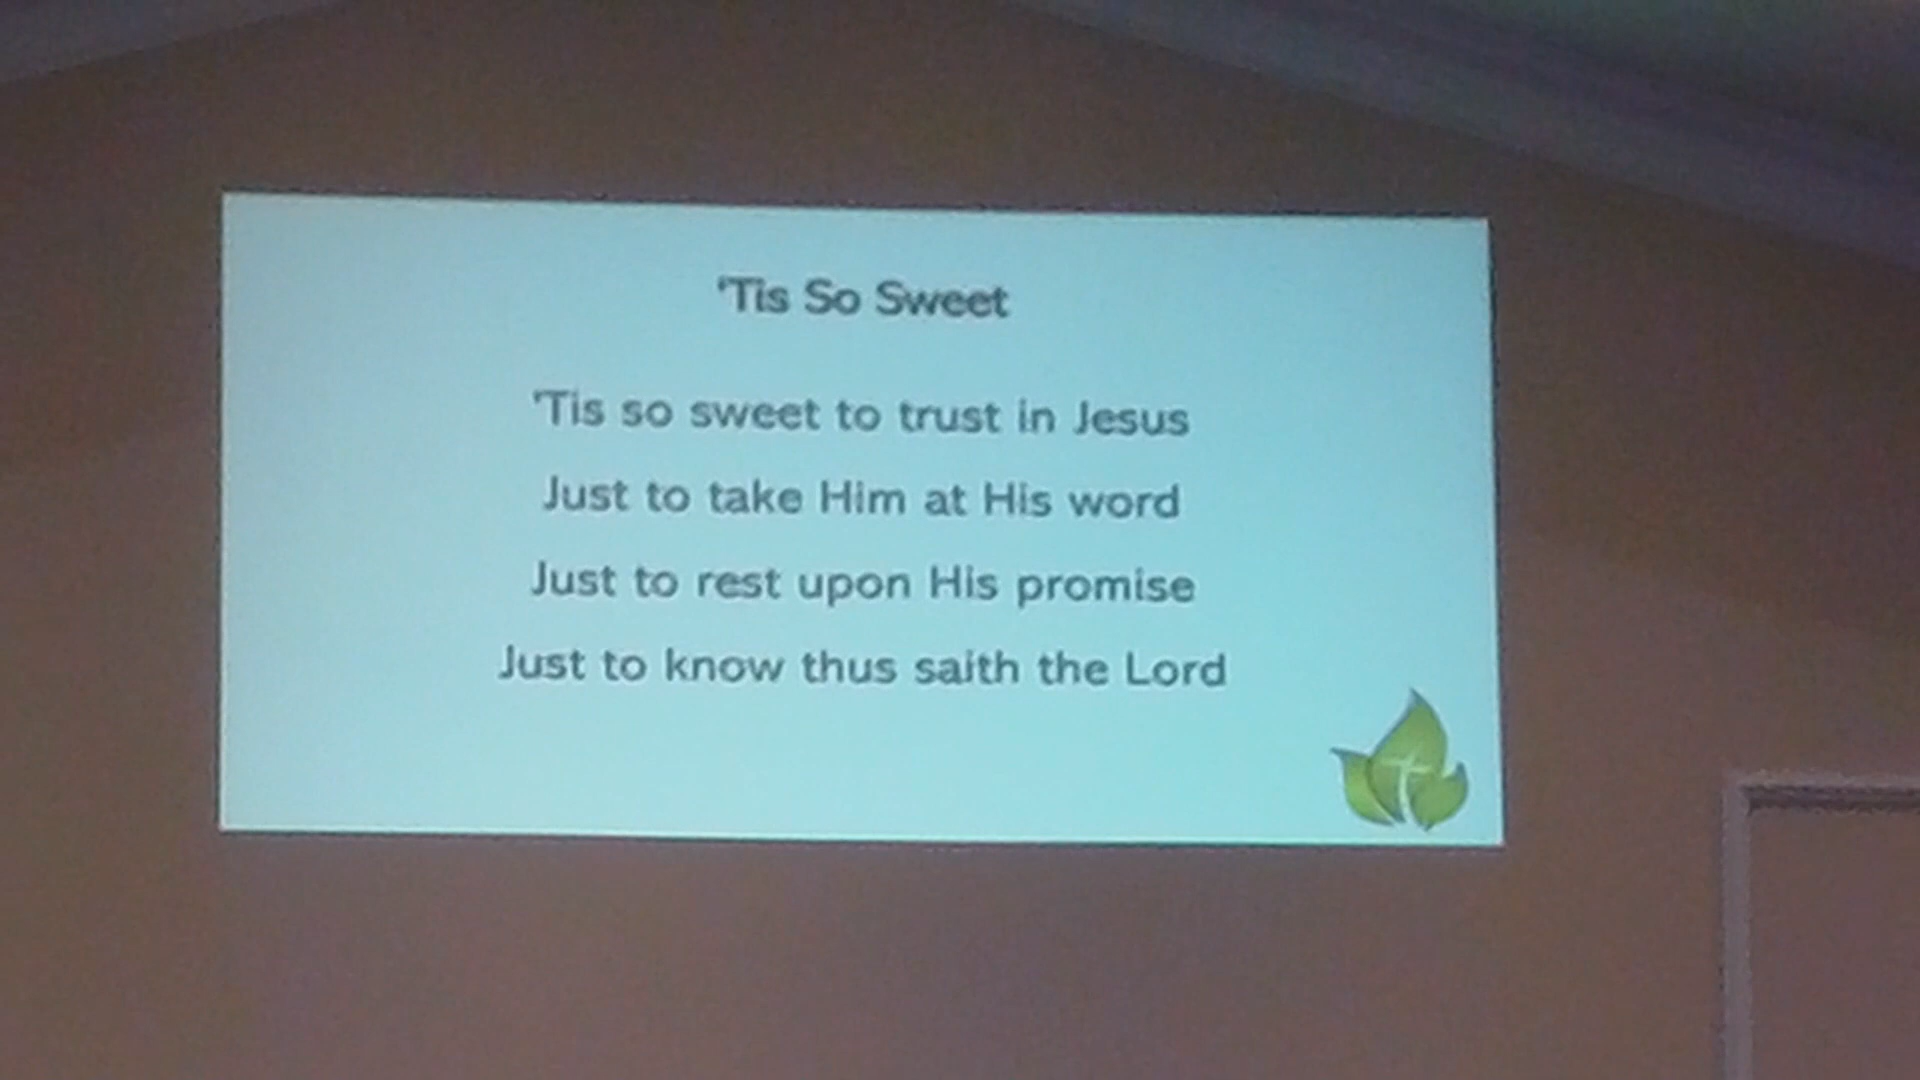 'Tis So Sweet
'Tis so sweet to trust in Jesus
Just to take Him at His word
Just to rest upon His promise
Just to know thus saith the Lord